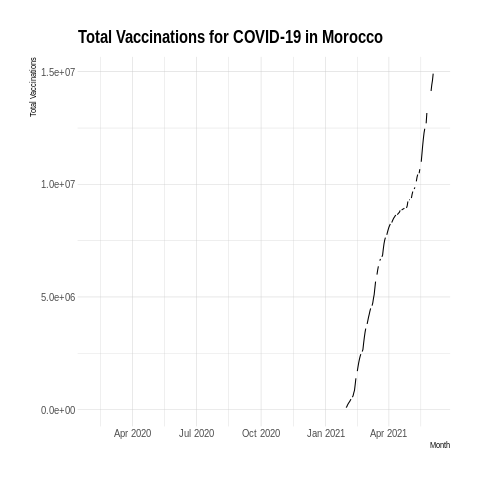 Total Vaccinations for COVID-19 in Morocco
Total Vaccinations
1.5e+07
1.0e+07
5.0e+06
0.0e+00
Apr 2020 Jul 2020 Oct 2020 Jan 2021 Apr 2021
Month